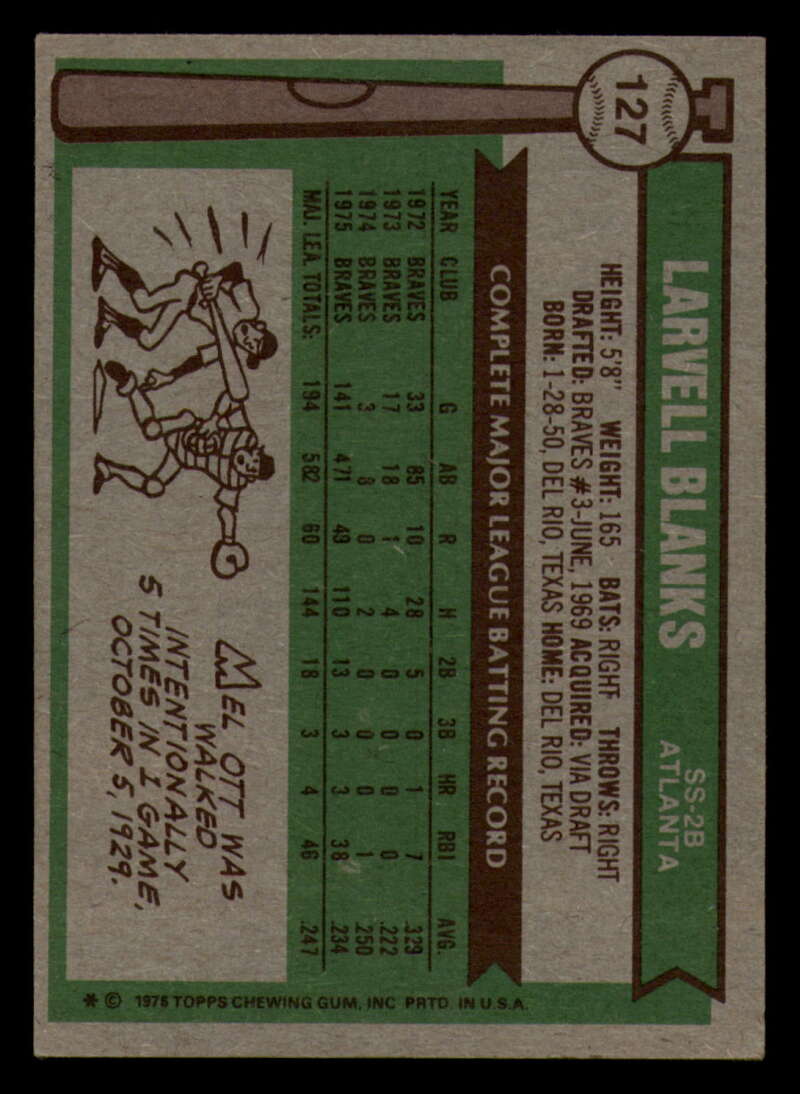 127
LARVELL BLANKS
SS-2B
ATLANTA
HEIGHT: 5'8" WEIGHT: 165 BATS: RIGHT THROWS: RIGHT
DRAFTED: BRAVES #3-JUNE, 1969 ACQUIRED: VIA DRAFT
BORN: 1-28-50, DEL RIO, TEXAS HOME: DEL RIO, TEXAS
COMPLETE MAJOR LEAGUE BATTING RECORD
YEAR CLUB G AB R H 2B 3B HR RBI AVG.
1972 BRAVES 33 85 10 28 5 0 1 7 .329
1973 BRAVES 17 18 1 4 0 0 0 0 .222
1974 BRAVES 3 8 0 2 0 0 0 1 .250
1975 BRAVES 141 471 49 110 13 3 3 38 .234
MAJ. LEA. TOTALS: 194 582 60 144 18 3 4 46 .247
MEL OTT WAS
WALKED
INTENTIONALLY
5 TIMES IN 1 GAME,
OCTOBER 5, 1929.
* © 1976 TOPPS CHEWING GUM, INC PRTD. IN U.S.A.